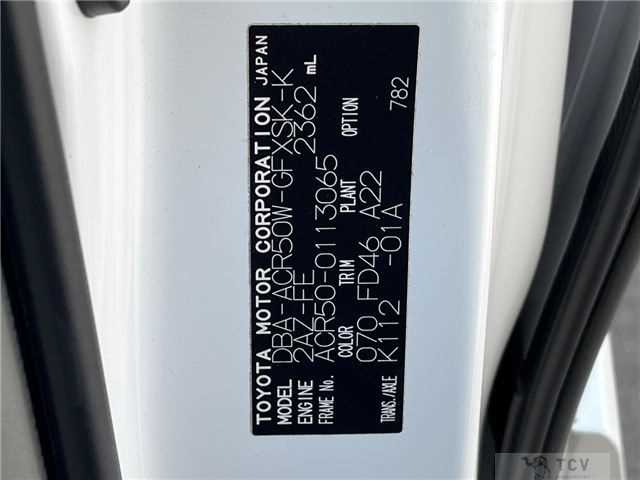 TOYOTA MOTOR CORPORATION JAPAN
MODEL DBA-ACR50W-GFXSK-K
ENGINE 2AZ-FE 2362 mL
FRAME No. ACR50-0113065
COLOR TRIM PLANT OPTION
070 FD46 A22 782
TRANS./AXLE K112 -01A
TCV